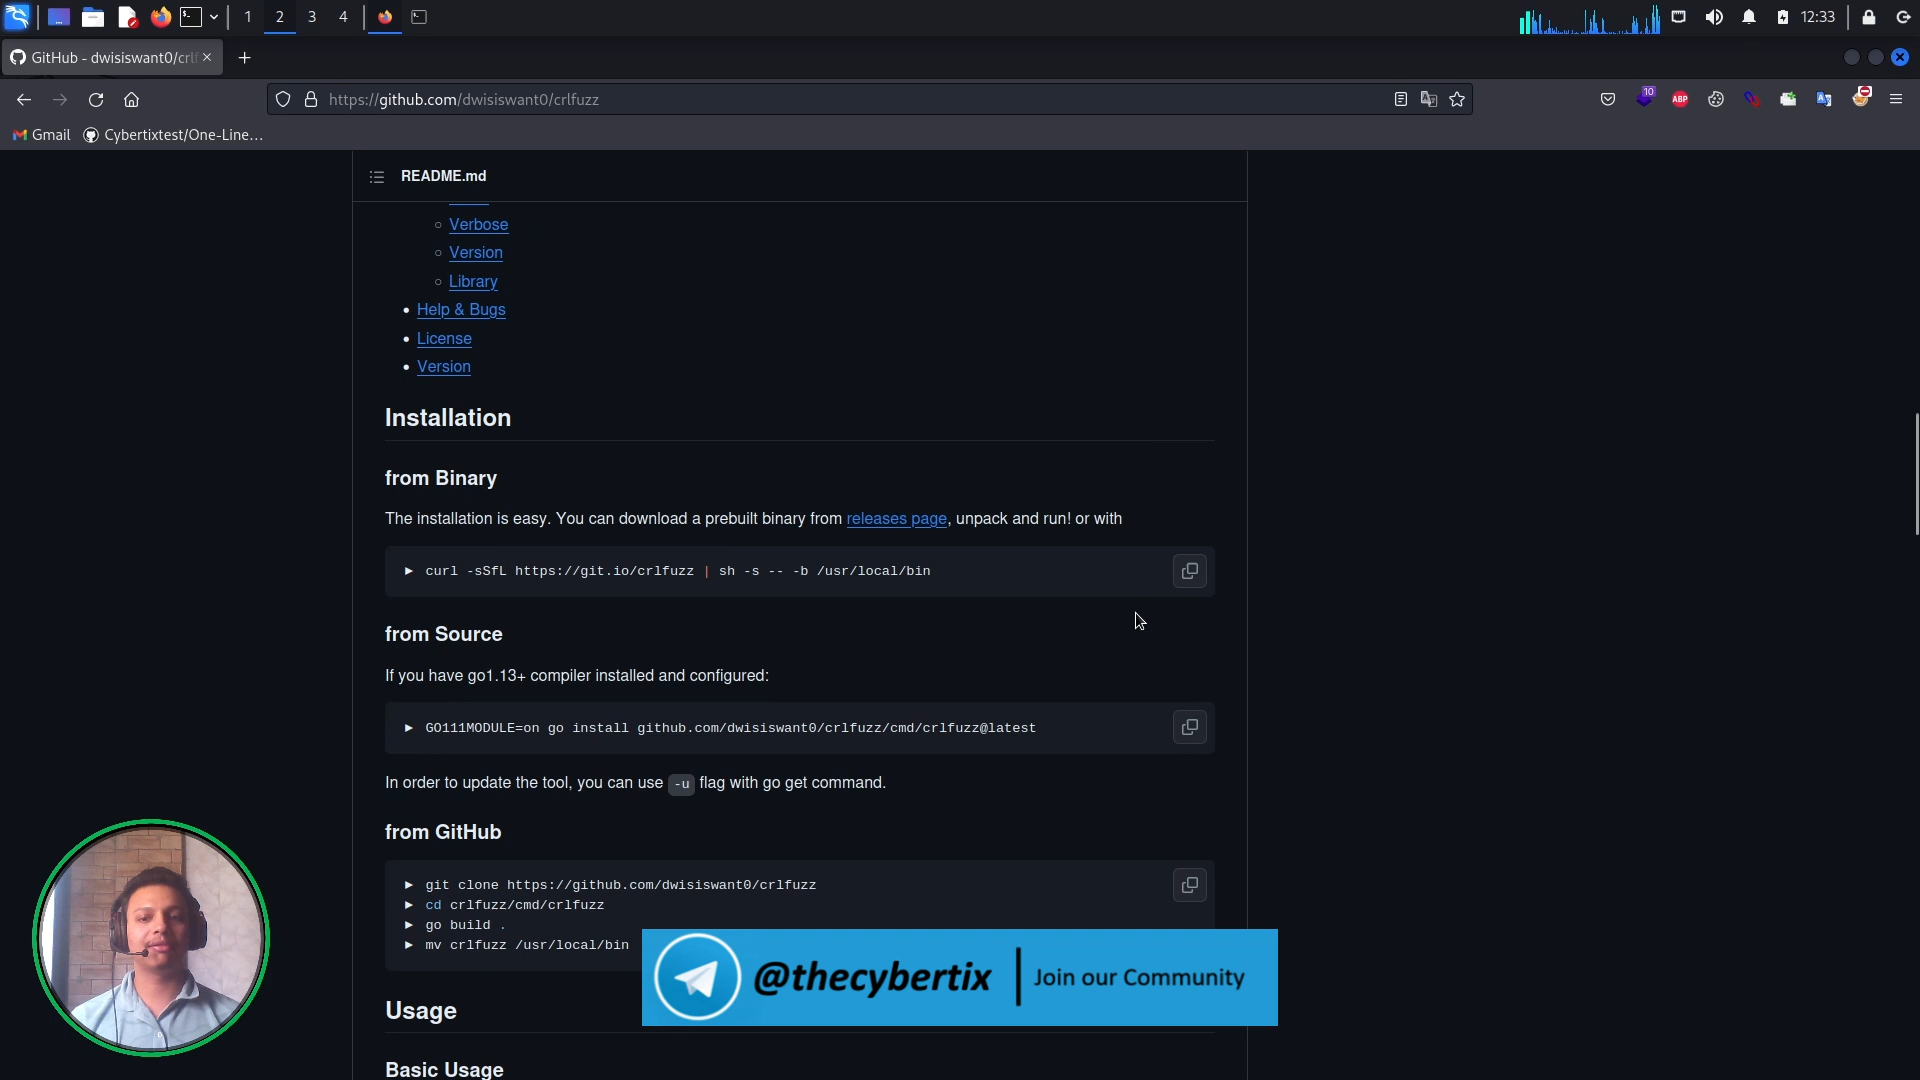 1 2 3 4
12:33
GitHub - dwisiswant0/crlf
https://github.com/dwisiswant0/crlfuzz
10
ABP
Gmail Cybertixtest/One-Line...
README.md
Verbose
Version
Library
Help & Bugs
License
Version
Installation
from Binary
The installation is easy. You can download a prebuilt binary from releases page, unpack and run! or with
▶ curl -sSfL https://git.io/crlfuzz | sh -s -- -b /usr/local/bin
from Source
If you have go1.13+ compiler installed and configured:
▶ GO111MODULE=on go install github.com/dwisiswant0/crlfuzz/cmd/crlfuzz@latest
In order to update the tool, you can use -u flag with go get command.
from GitHub
▶ git clone https://github.com/dwisiswant0/crlfuzz
▶ cd crlfuzz/cmd/crlfuzz
▶ go build .
▶ mv crlfuzz /usr/local/bin
@thecybertix | Join our Community
Usage
Basic Usage